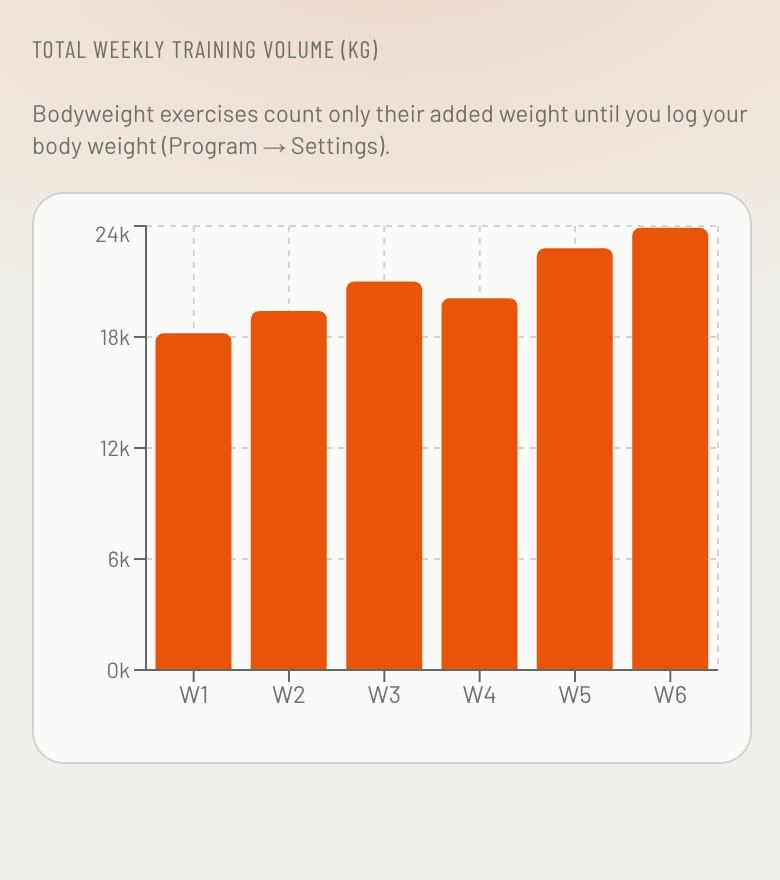 TOTAL WEEKLY TRAINING VOLUME (KG)
Bodyweight exercises count only their added weight until you log your
body weight (Program → Settings).
24k
18k
12k
6k
0k
W1 W2 W3 W4 W5 W6